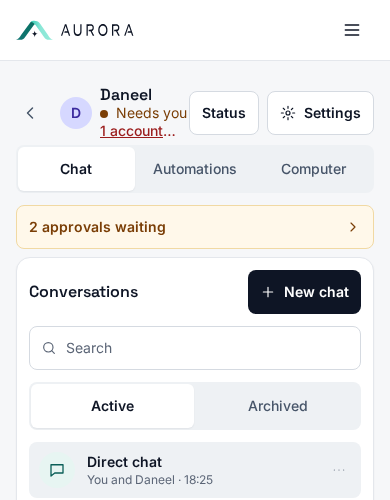 AURORA
D
Daneel
Needs you
1 account...
Status
Settings
Chat
Automations
Computer
2 approvals waiting
Conversations
New chat
Search
Active
Archived
Direct chat
You and Daneel · 18:25